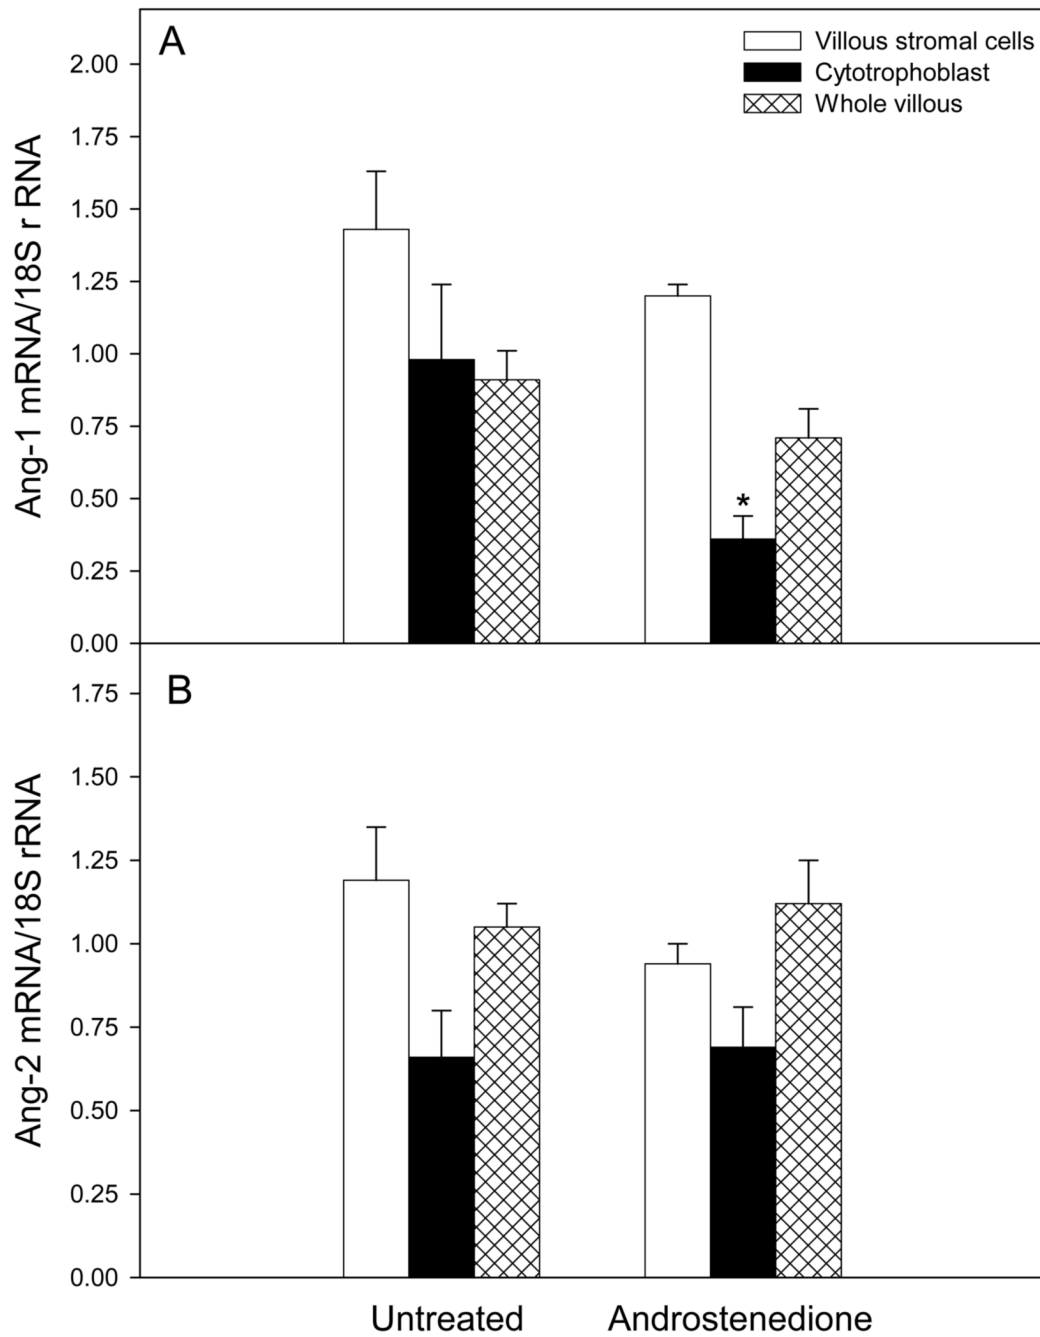 A
Villous stromal cells
Cytotrophoblast
Whole villous
Ang-1 mRNA/18S r RNA
2.00
1.75
1.50
1.25
1.00
0.75
0.50
0.25
0.00
*
B
Ang-2 mRNA/18S rRNA
1.75
1.50
1.25
1.00
0.75
0.50
0.25
0.00
Untreated Androstenedione